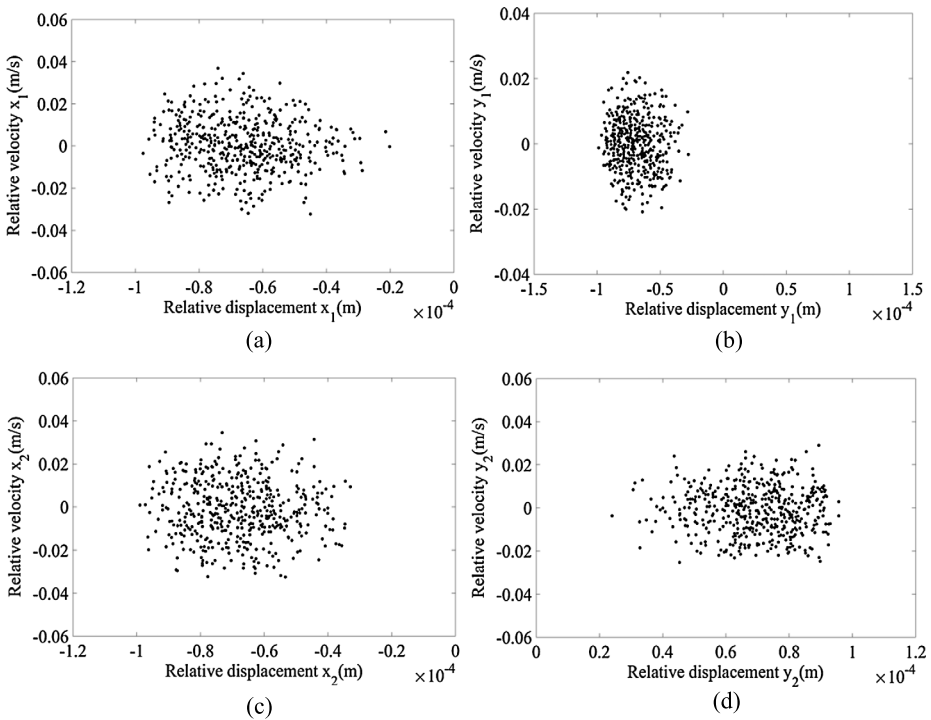 0.06
0.04
0.02
0
-0.02
-0.04
-0.06
Relative velocity x1(m/s)
-1.2 -1 -0.8 -0.6 -0.4 -0.2 0
Relative displacement x1(m) ×10-4
(a)
0.04
0.02
0
-0.02
-0.04
Relative velocity y1(m/s)
-1.5 -1 -0.5 0 0.5 1 1.5
Relative displacement y1(m) ×10-4
(b)
0.06
0.04
0.02
0
-0.02
-0.04
-0.06
Relative velocity x2(m/s)
-1.2 -1 -0.8 -0.6 -0.4 -0.2 0
Relative displacement x2(m) ×10-4
(c)
0.06
0.04
0.02
0
-0.02
-0.04
-0.06
Relative velocity y2(m/s)
0 0.2 0.4 0.6 0.8 1 1.2
Relative displacement y2(m) ×10-4
(d)